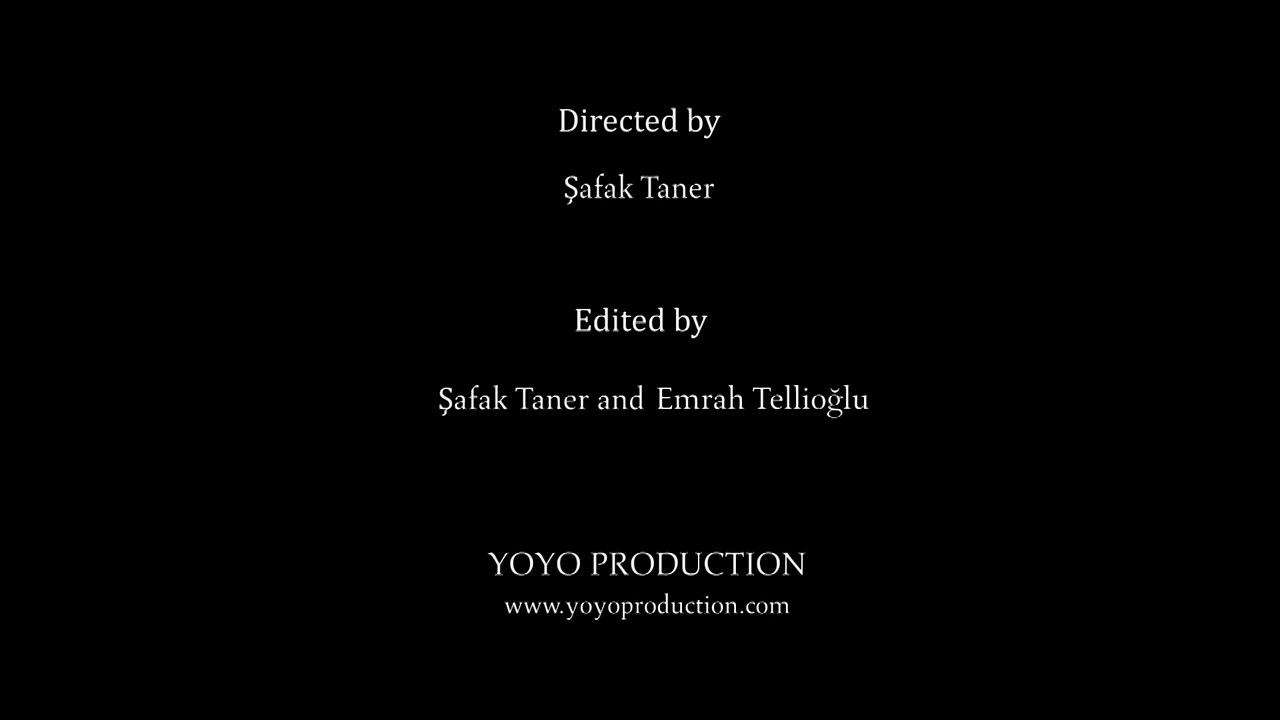 Directed by
Şafak Taner
Edited by
Şafak Taner and Emrah Tellioğlu
YOYO PRODUCTION
www.yoyoproduction.com